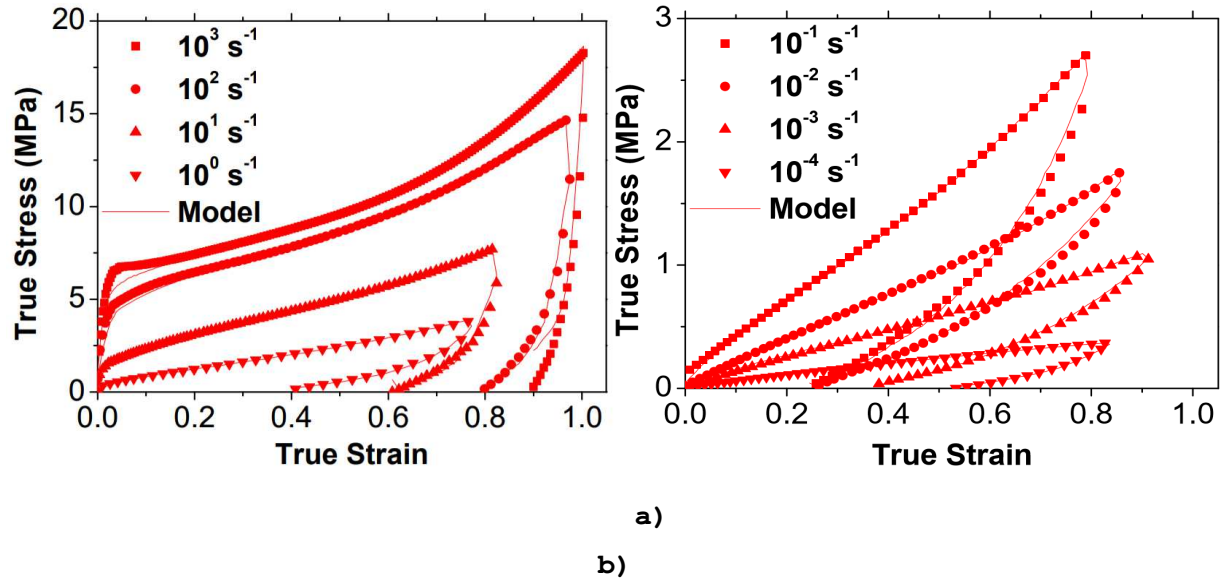 20
15
10
5
0
True Stress (MPa)
10³ s⁻¹
10² s⁻¹
10¹ s⁻¹
10⁰ s⁻¹
Model
0.0 0.2 0.4 0.6 0.8 1.0
True Strain
3
2
1
0
True Stress (MPa)
10⁻¹ s⁻¹
10⁻² s⁻¹
10⁻³ s⁻¹
10⁻⁴ s⁻¹
Model
0.0 0.2 0.4 0.6 0.8 1.0
True Strain
a)
b)